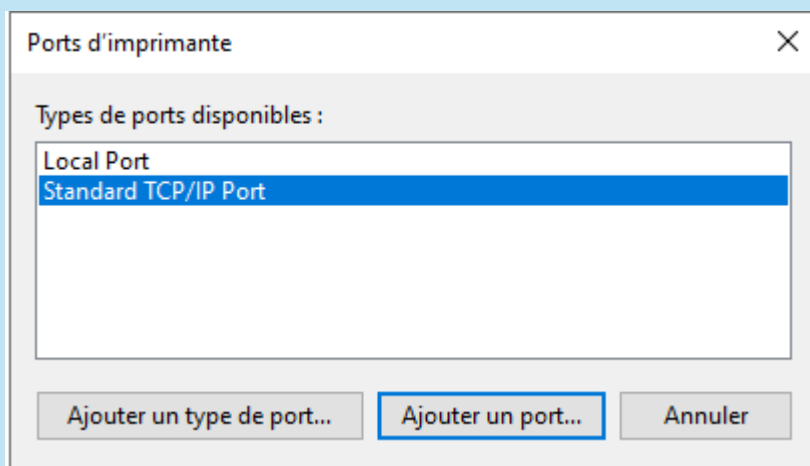 Ports d’imprimante
Types de ports disponibles :
Local Port
Standard TCP/IP Port
Ajouter un type de port... Ajouter un port... Annuler